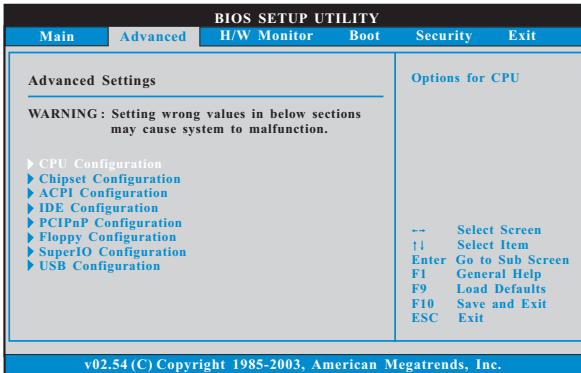 BIOS SETUP UTILITY
Main Advanced H/W Monitor Boot Security Exit
Advanced Settings
WARNING : Setting wrong values in below sections
may cause system to malfunction.
CPU Configuration
Chipset Configuration
ACPI Configuration
IDE Configuration
PCIPnP Configuration
Floppy Configuration
SuperIO Configuration
USB Configuration
Options for CPU
←→ Select Screen
↑↓ Select Item
Enter Go to Sub Screen
F1 General Help
F9 Load Defaults
F10 Save and Exit
ESC Exit
v02.54 (C) Copyright 1985-2003, American Megatrends, Inc.